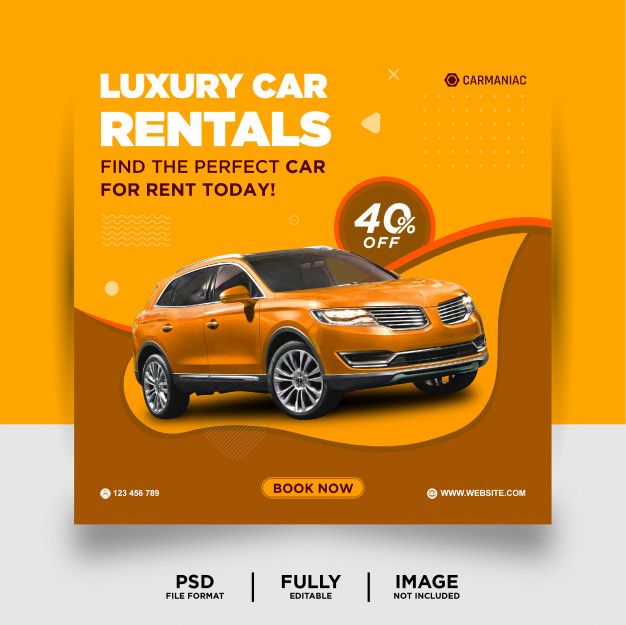 LUXURY CAR
RENTALS
FIND THE PERFECT CAR
FOR RENT TODAY!
CARMANIAC
40%
OFF
123 456 789
BOOK NOW
WWW.WEBSITE.COM
PSD
FILE FORMAT
FULLY
EDITABLE
IMAGE
NOT INCLUDED